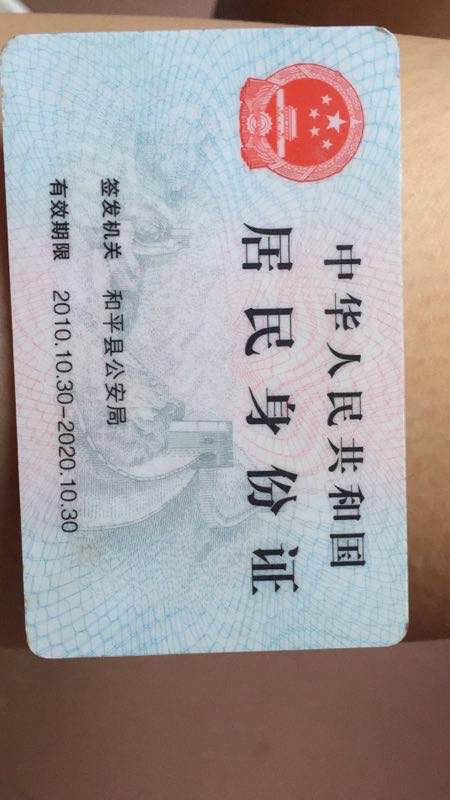 中华人民共和国
居民身份证
签发机关 和平县公安局
有效期限 2010.10.30-2020.10.30